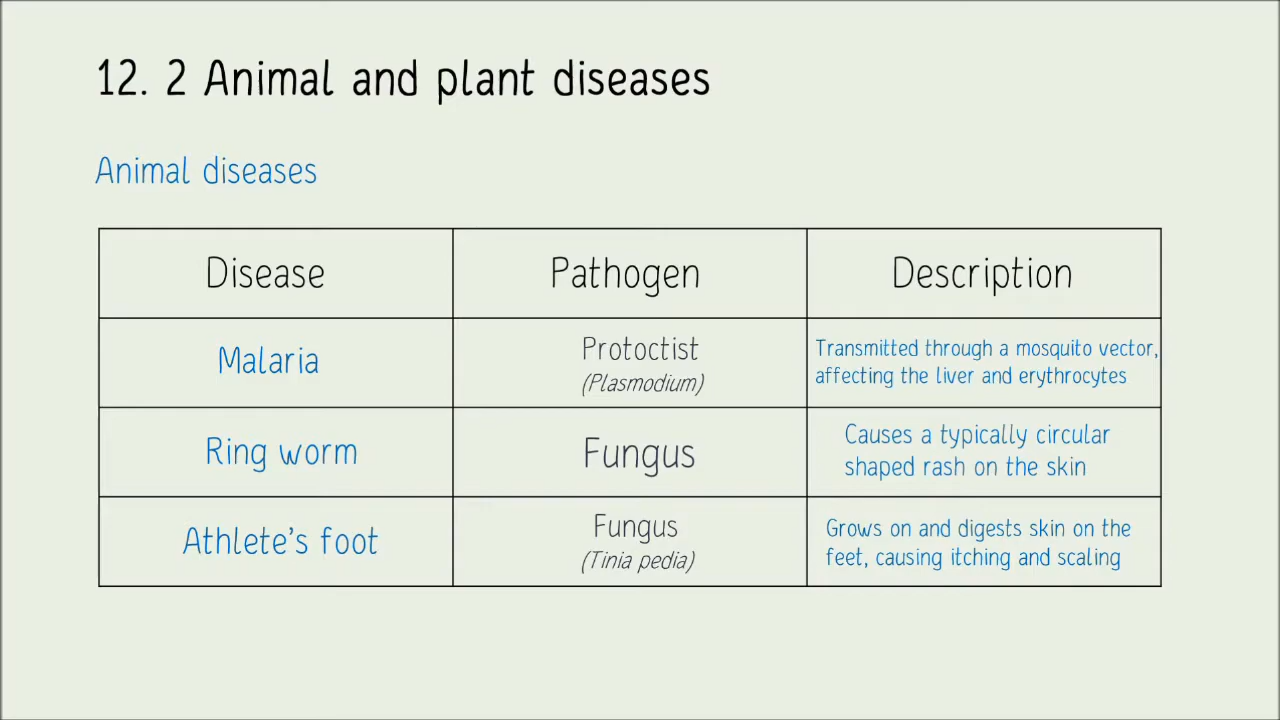 12. 2 Animal and plant diseases
Animal diseases
Disease
Pathogen
Description
Malaria
Protoctist
(Plasmodium)
Transmitted through a mosquito vector,
affecting the liver and erythrocytes
Ring worm
Fungus
Causes a typically circular
shaped rash on the skin
Athlete's foot
Fungus
(Tinia pedia)
Grows on and digests skin on the
feet, causing itching and scaling